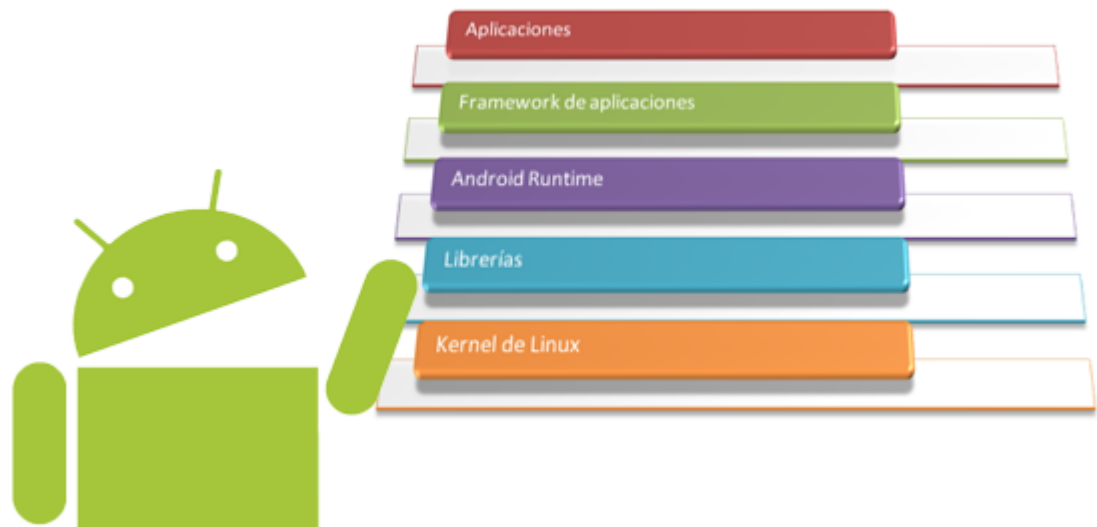 Aplicaciones
Framework de aplicaciones
Android Runtime
Librerías
Kernel de Linux